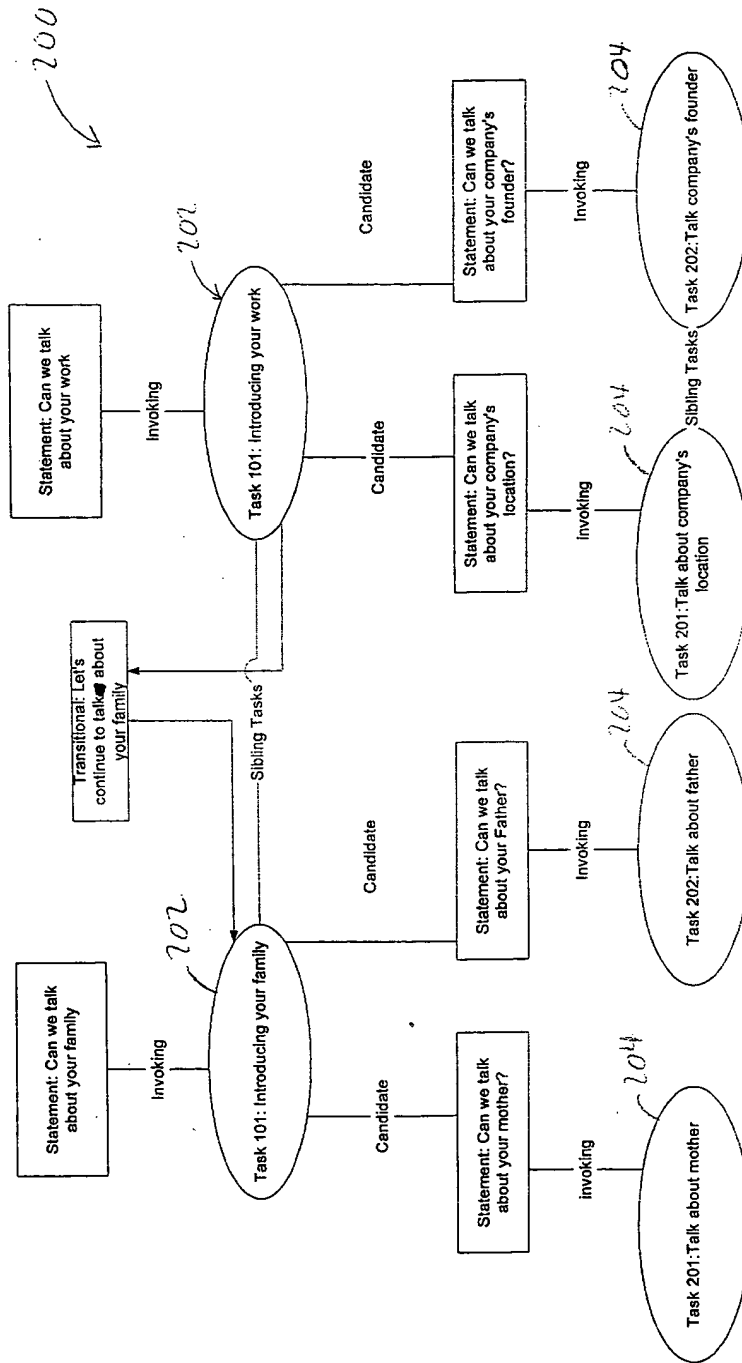 200
Statement: Can we talk
about your family
Invoking
202
Task 101: Introducing your family
Transitional: Let's
continue to talk about
your family
Sibling Tasks
Statement: Can we talk
about your work
Invoking
202
Task 101: Introducing your work
Candidate
Statement: Can we talk
about your mother?
invoking
204
Task 201:Talk about mother
Candidate
Statement: Can we talk
about your Father?
Invoking
204
Task 202:Talk about father
Candidate
Statement: Can we talk
about your company's
location?
invoking
204
Task 201:Talk about company's
location
Sibling Tasks
Candidate
Statement: Can we talk
about your company's
founder?
Invoking
204
Task 202:Talk company's founder